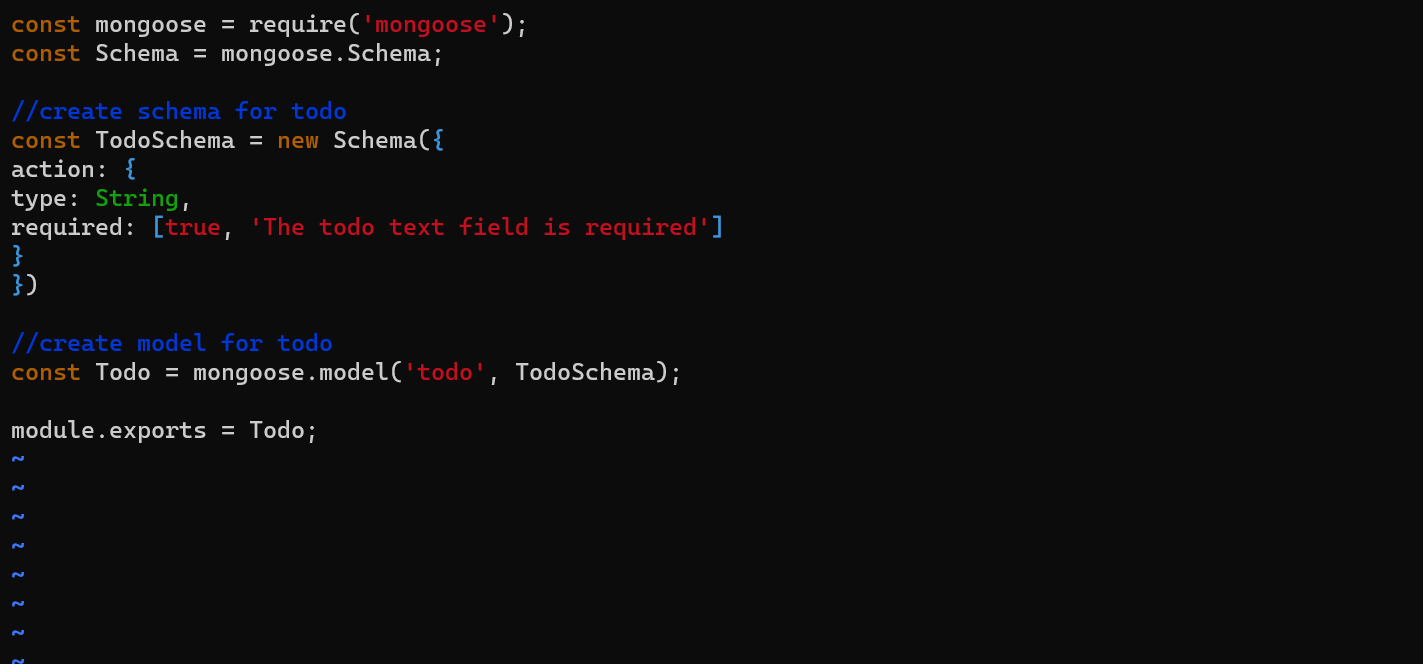 const mongoose = require('mongoose');
const Schema = mongoose.Schema;

//create schema for todo
const TodoSchema = new Schema({
action: {
type: String,
required: [true, 'The todo text field is required']
}
})

//create model for todo
const Todo = mongoose.model('todo', TodoSchema);

module.exports = Todo;
~
~
~
~
~
~
~
~